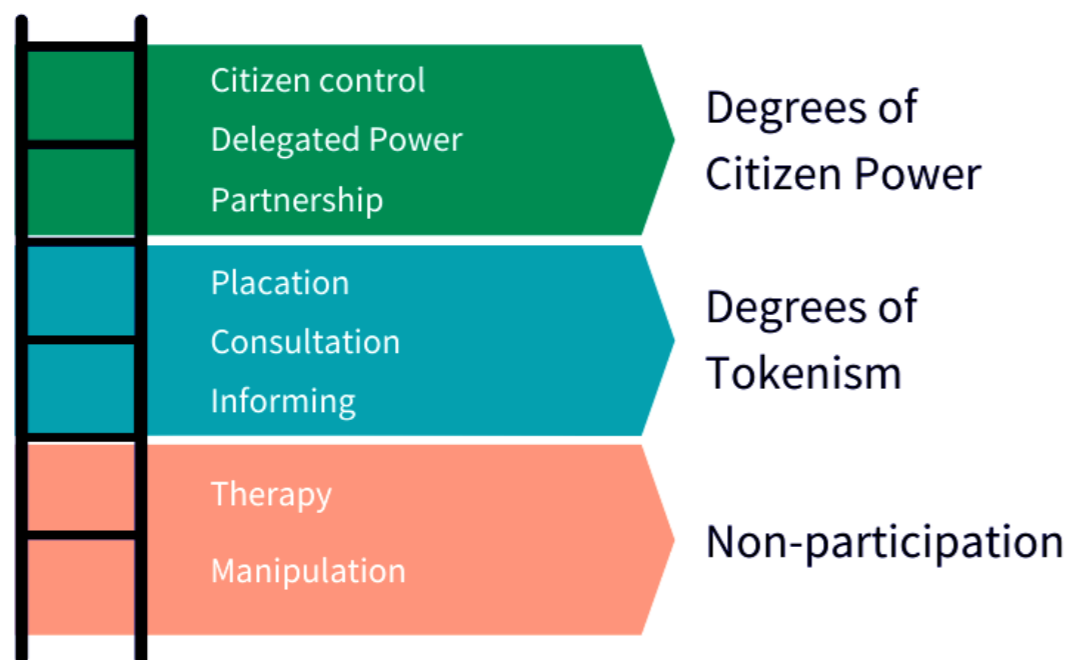 Citizen control
Delegated Power
Partnership
Degrees of
Citizen Power
Placation
Consultation
Informing
Degrees of
Tokenism
Therapy
Manipulation
Non-participation